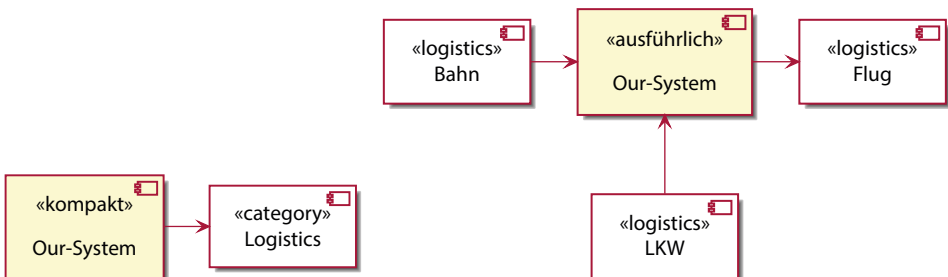 «logistics»
Bahn
«ausführlich»
Our-System
«logistics»
Flug
«kompakt»
Our-System
«category»
Logistics
«logistics»
LKW